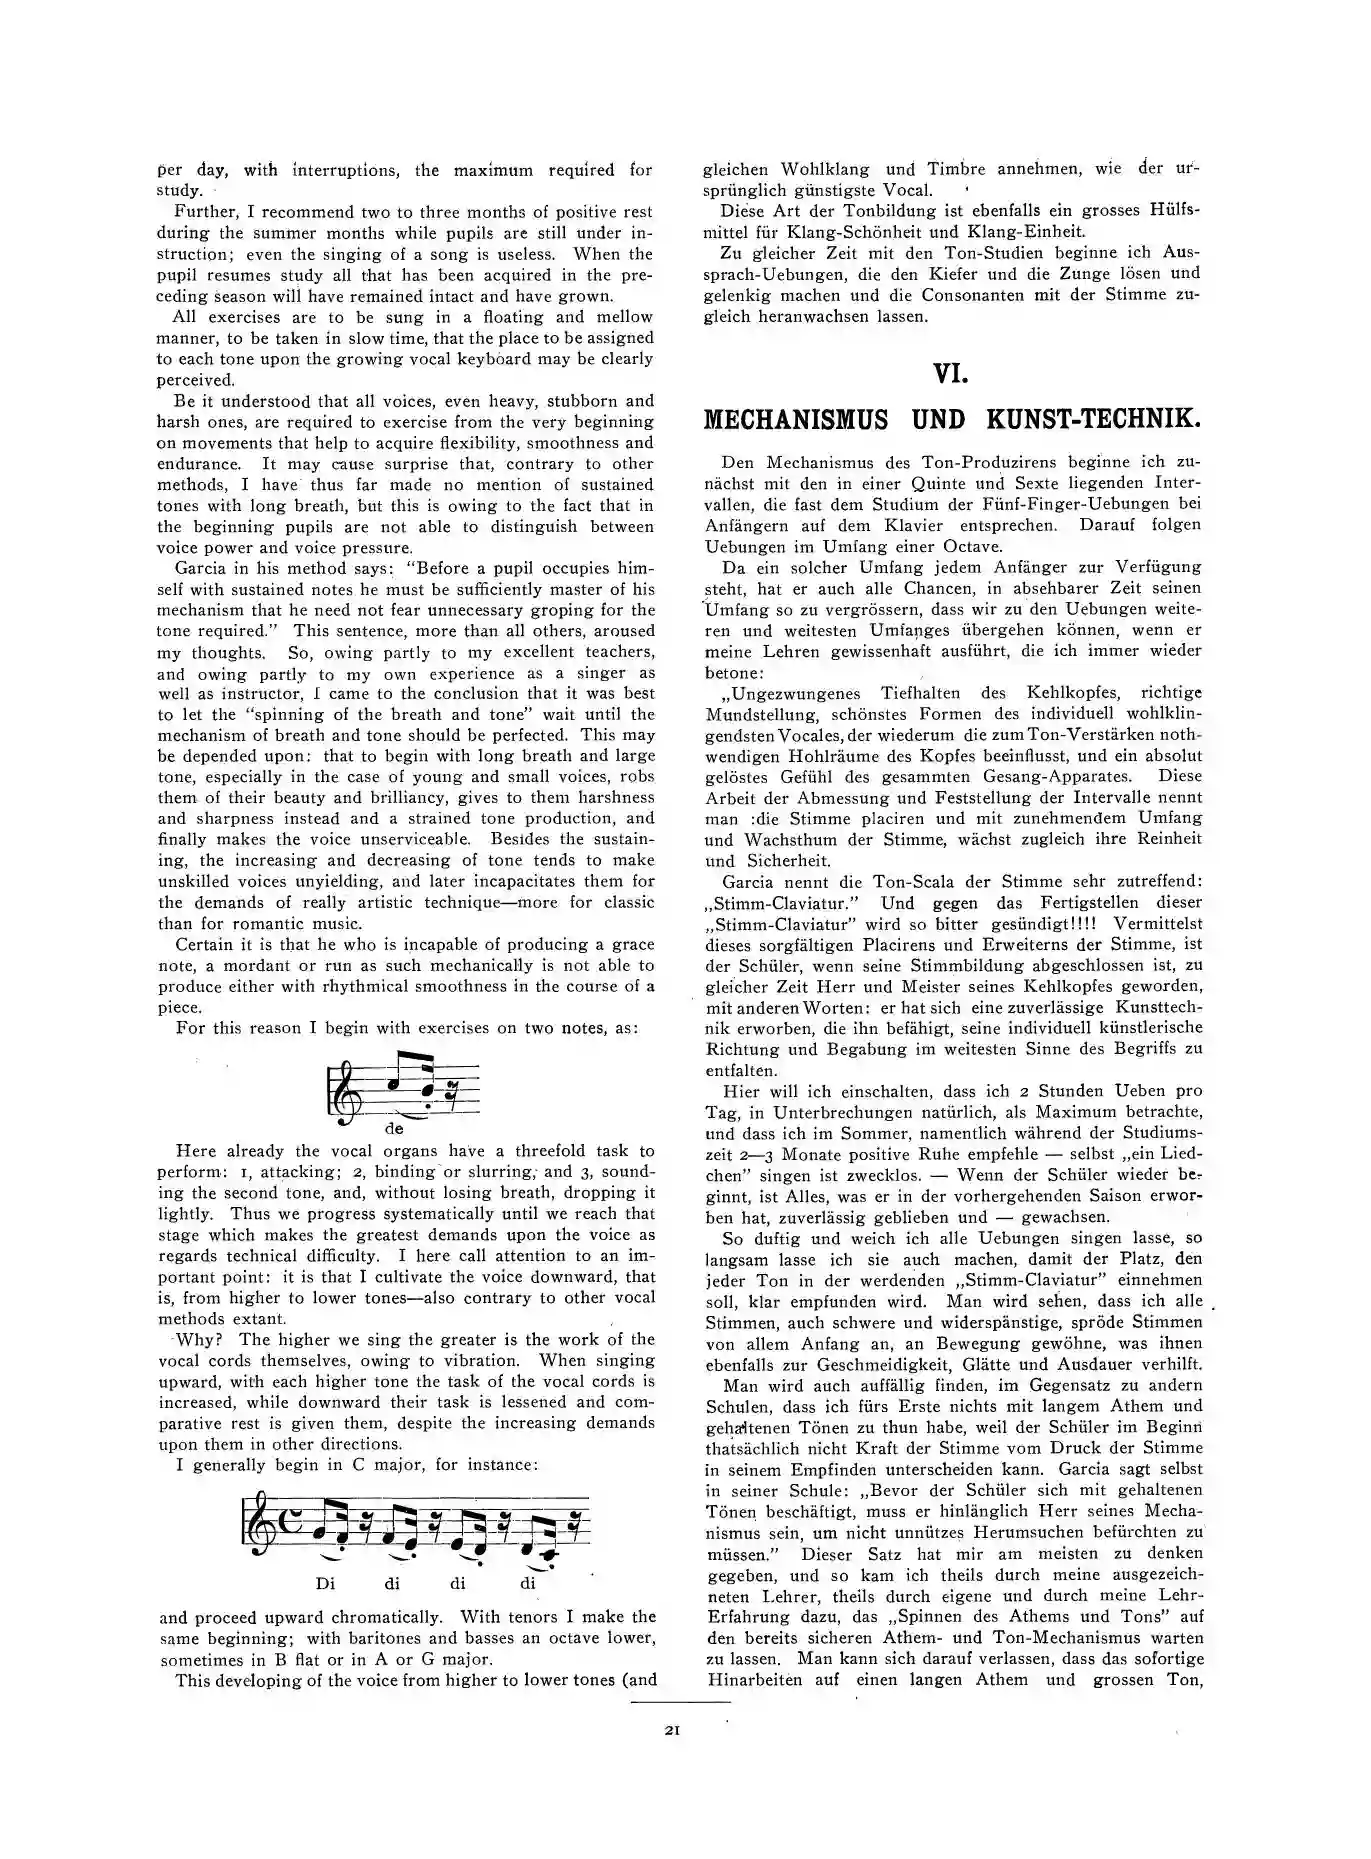 per day, with interruptions, the maximum required for
study.
Further, I recommend two to three months of positive rest
during the summer months while pupils are still under in-
struction; even the singing of a song is useless. When the
pupil resumes study all that has been acquired in the pre-
ceding season will have remained intact and have grown.
All exercises are to be sung in a floating and mellow
manner, to be taken in slow time, that the place to be assigned
to each tone upon the growing vocal keyboard may be clearly
perceived.
Be it understood that all voices, even heavy, stubborn and
harsh ones, are required to exercise from the very beginning
on movements that help to acquire flexibility, smoothness and
endurance. It may cause surprise that, contrary to other
methods, I have thus far made no mention of sustained
tones with long breath, but this is owing to the fact that in
the beginning pupils are not able to distinguish between
voice power and voice pressure.
Garcia in his method says: "Before a pupil occupies him-
self with sustained notes he must be sufficiently master of his
mechanism that he need not fear unnecessary groping for the
tone required." This sentence, more than all others, aroused
my thoughts. So, owing partly to my excellent teachers,
and owing partly to my own experience as a singer as
well as instructor, I came to the conclusion that it was best
to let the "spinning of the breath and tone" wait until the
mechanism of breath and tone should be perfected. This may
be depended upon: that to begin with long breath and large
tone, especially in the case of young and small voices, robs
them of their beauty and brilliancy, gives to them harshness
and sharpness instead and a strained tone production, and
finally makes the voice unserviceable. Besides the sustain-
ing, the increasing and decreasing of tone tends to make
unskilled voices unyielding, and later incapacitates them for
the demands of really artistic technique—more for classic
than for romantic music.
Certain it is that he who is incapable of producing a grace
note, a mordant or run as such mechanically is not able to
produce either with rhythmical smoothness in the course of a
piece.
For this reason I begin with exercises on two notes, as:
de
Here already the vocal organs have a threefold task to
perform: 1, attacking; 2, binding or slurring, and 3, sound-
ing the second tone, and, without losing breath, dropping it
lightly. Thus we progress systematically until we reach that
stage which makes the greatest demands upon the voice as
regards technical difficulty. I here call attention to an im-
portant point: it is that I cultivate the voice downward, that
is, from higher to lower tones—also contrary to other vocal
methods extant.
Why? The higher we sing the greater is the work of the
vocal cords themselves, owing to vibration. When singing
upward, with each higher tone the task of the vocal cords is
increased, while downward their task is lessened and com-
parative rest is given them, despite the increasing demands
upon them in other directions.
I generally begin in C major, for instance:
Di di di di
and proceed upward chromatically. With tenors I make the
same beginning; with baritones and basses an octave lower,
sometimes in B flat or in A or G major.
This developing of the voice from higher to lower tones (and
gleichen Wohlklang und Timbre annehmen, wie der ur-
sprünglich günstigste Vocal.
Diese Art der Tonbildung ist ebenfalls ein grosses Hülfs-
mittel für Klang-Schönheit und Klang-Einheit.
Zu gleicher Zeit mit den Ton-Studien beginne ich Aus-
sprach-Uebungen, die den Kiefer und die Zunge lösen und
gelenkig machen und die Consonanten mit der Stimme zu-
gleich heranwachsen lassen.
VI.
MECHANISMUS UND KUNST-TECHNIK.
Den Mechanismus des Ton-Produzirens beginne ich zu-
nächst mit den in einer Quinte und Sexte liegenden Inter-
vallen, die fast dem Studium der Fünf-Finger-Uebungen bei
Anfängern auf dem Klavier entsprechen. Darauf folgen
Uebungen im Umfang einer Octave.
Da ein solcher Umfang jedem Anfänger zur Verfügung
steht, hat er auch alle Chancen, in absehbarer Zeit seinen
Umfang so zu vergrössern, dass wir zu den Uebungen weite-
ren und weitesten Umfanges übergehen können, wenn er
meine Lehren gewissenhaft ausführt, die ich immer wieder
betone:
„Ungezwungenes Tiefhalten des Kehlkopfes, richtige
Mundstellung, schönstes Formen des individuell wohlklin-
gendsten Vocales, der wiederum die zum Ton-Verstärken noth-
wendigen Hohlräume des Kopfes beeinflusst, und ein absolut
gelöstes Gefühl des gesammten Gesang-Apparates. Diese
Arbeit der Abmessung und Feststellung der Intervalle nennt
man :die Stimme placiren und mit zunehmendem Umfang
und Wachsthum der Stimme, wächst zugleich ihre Reinheit
und Sicherheit.
Garcia nennt die Ton-Scala der Stimme sehr zutreffend:
„Stimm-Claviatur." Und gegen das Fertigstellen dieser
„Stimm-Claviatur" wird so bitter gesündigt!!!! Vermittelst
dieses sorgfältigen Placirens und Erweiterns der Stimme, ist
der Schüler, wenn seine Stimmbildung abgeschlossen ist, zu
gleicher Zeit Herr und Meister seines Kehlkopfes geworden,
mit anderen Worten: er hat sich eine zuverlässige Kunsttech-
nik erworben, die ihn befähigt, seine individuell künstlerische
Richtung und Begabung im weitesten Sinne des Begriffs zu
entfalten.
Hier will ich einschalten, dass ich 2 Stunden Ueben pro
Tag, in Unterbrechungen natürlich, als Maximum betrachte,
und dass ich im Sommer, namentlich während der Studiums-
zeit 2—3 Monate positive Ruhe empfehle — selbst „ein Lied-
chen" singen ist zwecklos. — Wenn der Schüler wieder be-
ginnt, ist Alles, was er in der vorhergehenden Saison erwor-
ben hat, zuverlässig geblieben und — gewachsen.
So duftig und weich ich alle Uebungen singen lasse, so
langsam lasse ich sie auch machen, damit der Platz, den
jeder Ton in der werdenden „Stimm-Claviatur" einnehmen
soll, klar empfunden wird. Man wird sehen, dass ich alle
Stimmen, auch schwere und widerspänstige, spröde Stimmen
von allem Anfang an, an Bewegung gewöhne, was ihnen
ebenfalls zur Geschmeidigkeit, Glätte und Ausdauer verhilft.
Man wird auch auffällig finden, im Gegensatz zu andern
Schulen, dass ich fürs Erste nichts mit langem Athem und
gehaltenen Tönen zu thun habe, weil der Schüler im Beginn
thatsächlich nicht Kraft der Stimme vom Druck der Stimme
in seinem Empfinden unterscheiden kann. Garcia sagt selbst
in seiner Schule: „Bevor der Schüler sich mit gehaltenen
Tönen beschäftigt, muss er hinlänglich Herr seines Mecha-
nismus sein, um nicht unnützes Herumsuchen befürchten zu
müssen." Dieser Satz hat mir am meisten zu denken
gegeben, und so kam ich theils durch meine ausgezeich-
neten Lehrer, theils durch eigene und durch meine Lehr-
Erfahrung dazu, das „Spinnen des Athems und Tons" auf
den bereits sicheren Athem- und Ton-Mechanismus warten
zu lassen. Man kann sich darauf verlassen, dass das sofortige
Hinarbeiten auf einen langen Athem und grossen Ton,
21